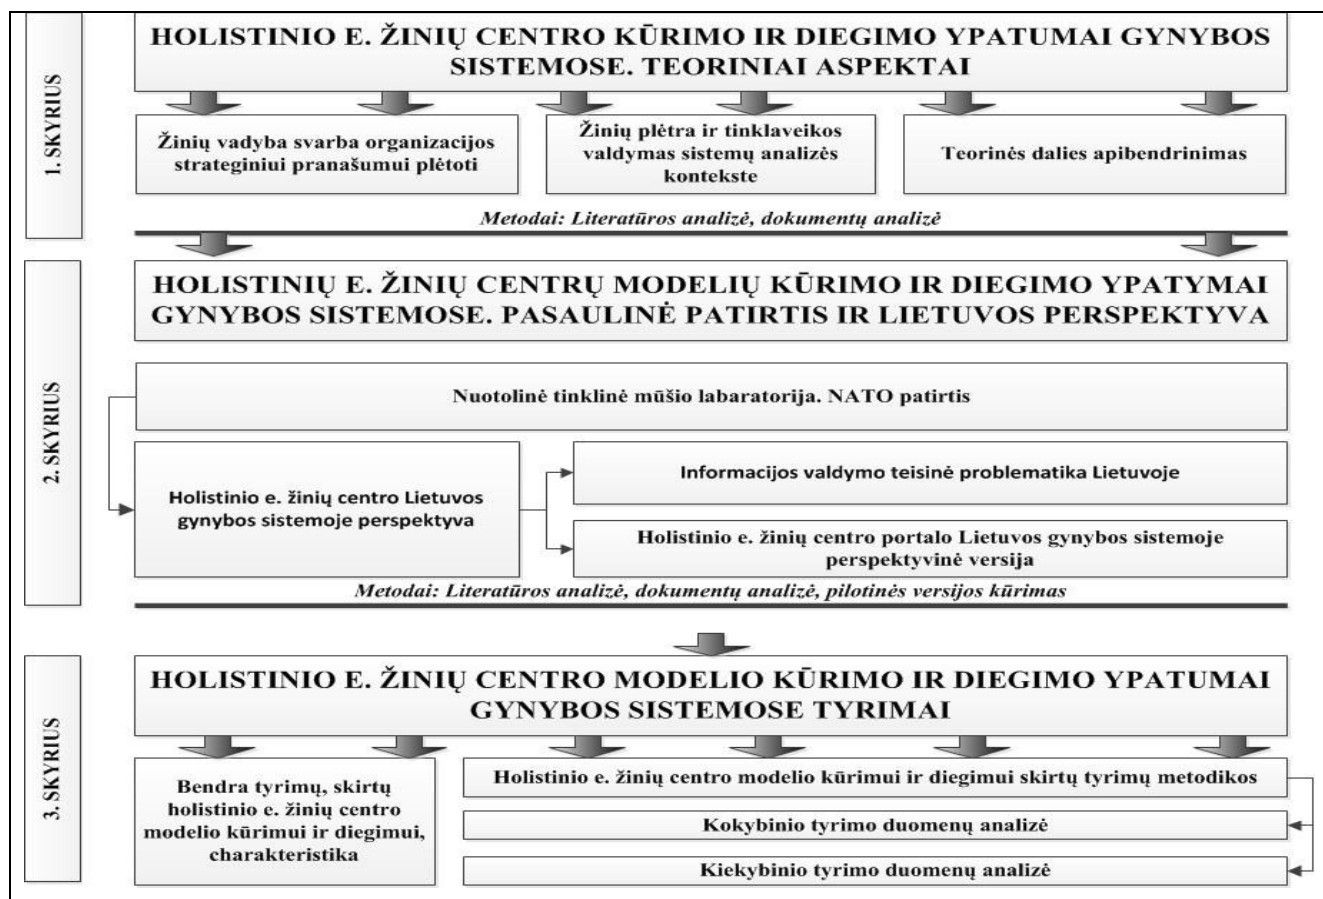 1. SKYRIUS
HOLISTINIO E. ŽINIŲ CENTRO KŪRIMO IR DIEGIMO YPATUMAI GYNYBOS
SISTEMOSE. TEORINIAI ASPEKTAI
Žinių vadyba svarba organizacijos
strateginiui pranašumui plėtoti
Žinių plėtra ir tinklaveikos
valdymas sistemų analizės
kontekste
Teorinės dalies apibendrinimas
Metodai: Literatūros analizė, dokumentų analizė
2. SKYRIUS
HOLISTINIŲ E. ŽINIŲ CENTRŲ MODELIŲ KŪRIMO IR DIEGIMO YPATYMAI
GYNYBOS SISTEMOSE. PASAULINĖ PATIRTIS IR LIETUVOS PERSPEKTYVA
Nuotolinė tinklinė mūšio labaratorija. NATO patirtis
Holistinio e. žinių centro Lietuvos
gynybos sistemoje perspektyva
Informacijos valdymo teisinė problematika Lietuvoje
Holistinio e. žinių centro portalo Lietuvos gynybos sistemoje
perspektyvinė versija
Metodai: Literatūros analizė, dokumentų analizė, pilotinės versijos kūrimas
3. SKYRIUS
HOLISTINIO E. ŽINIŲ CENTRO MODELIO KŪRIMO IR DIEGIMO YPATUMAI
GYNYBOS SISTEMOSE TYRIMAI
Bendra tyrimų, skirtų
holistinio e. žinių centro
modelio kūrimui ir diegimui,
charakteristika
Holistinio e. žinių centro modelio kūrimui ir diegimui skirtų tyrimų metodikos
Kokybinio tyrimo duomenų analizė
Kiekybinio tyrimo duomenų analizė